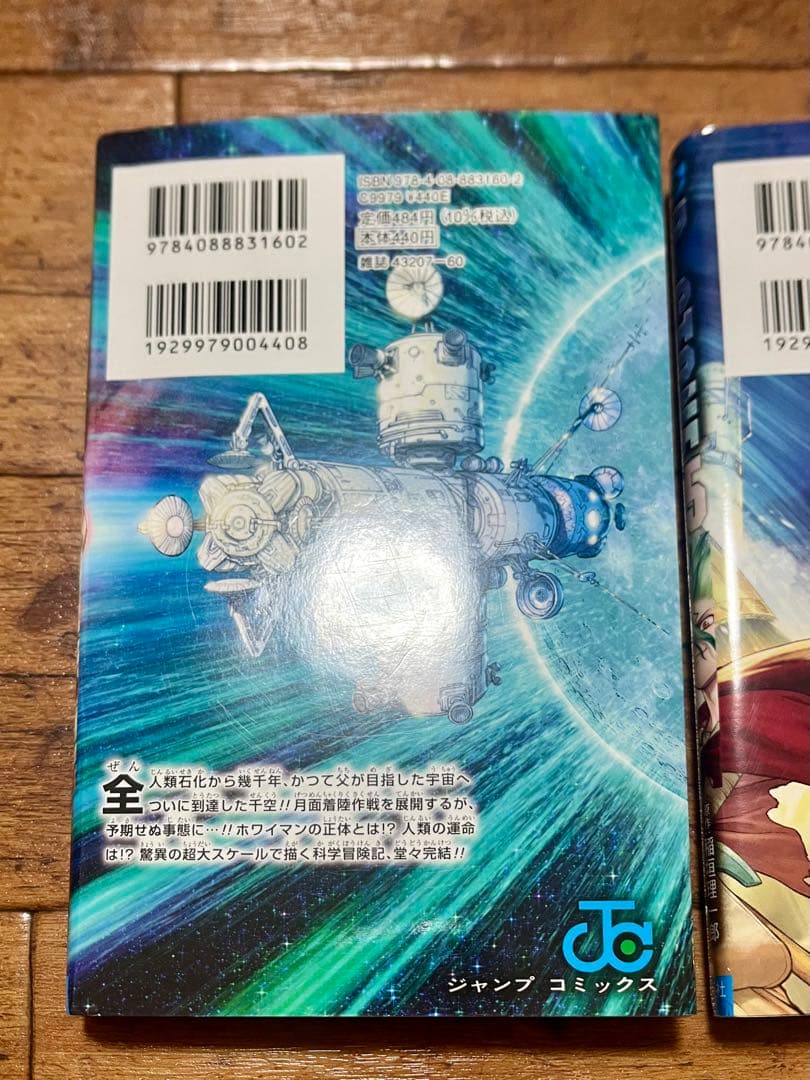 ISBN 978-4-08-883160-2
C9979 ¥440E
定価484円(10%税込)
本体440円
雑誌 43207-60
9784088831602
1929979004408
全人類石化から幾千年、かつて父が目指した宇宙へ
ついに到達した千空!! 月面着陸作戦を展開するが、
予期せぬ事態に…!! ホワイマンの正体とは!? 人類の運命
は!? 驚異の超大スケールで描く科学冒険記、堂々完結!!
JC
ジャンプ コミックス
97840
1929